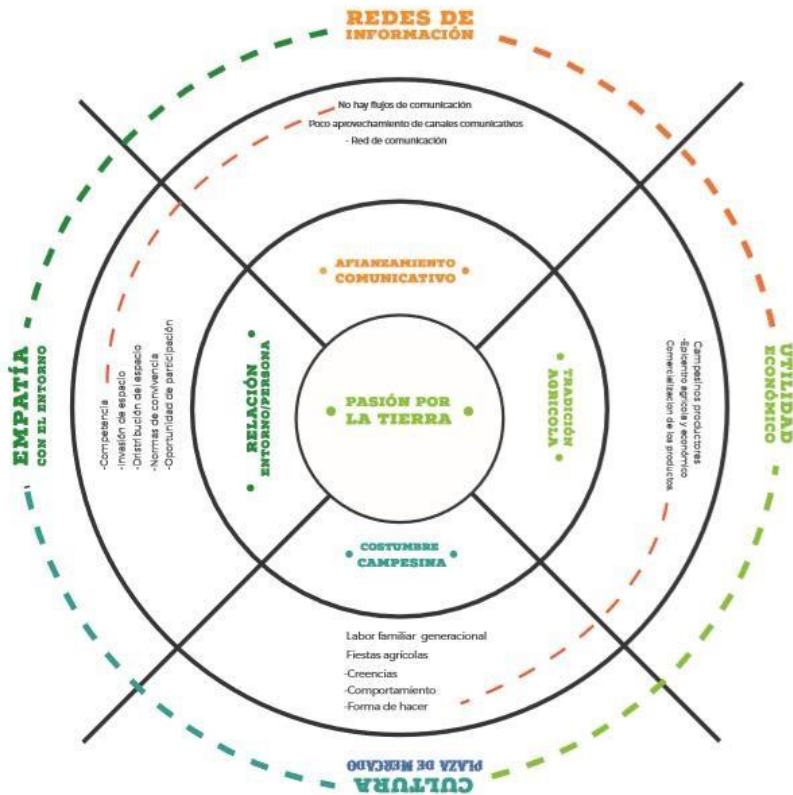 REDES DE
INFORMACIÓN
No hay flujos de comunicación
Poco aprovechamiento de canales comunicativos
- Red de comunicación
AFIANZAMIENTO
COMUNICATIVO
EMPATÍA
CON EL ENTORNO
-Competencia
-Invasión de espacio
-Dristribución del espacio
-Normas de convivencia
-Oportunidad de participación
RELACIÓN
ENTORNO/PERSONA
PASIÓN POR
LA TIERRA
TRADICIÓN
AGRICOLA
Campesinos productores
-Epicentro agrícola y económico
Comercialización de los productos
UTILIDAD
ECONÓMICO
COSTUMBRE
CAMPESINA
Labor familiar generacional
Fiestas agrícolas
-Creencias
-Comportamiento
-Forma de hacer
CULTURA
PLAZA DE MERCADO